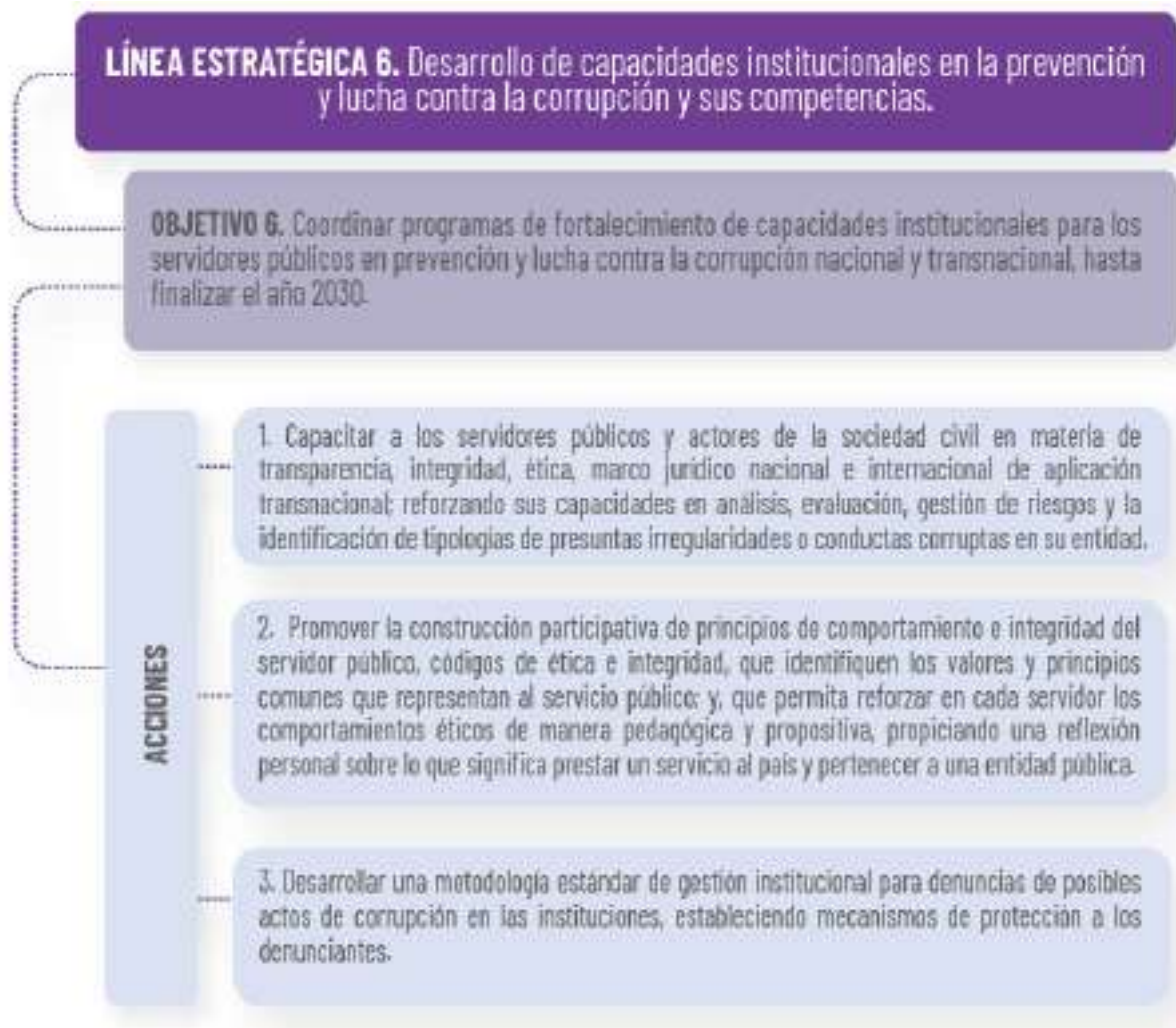 LÍNEA ESTRATÉGICA 6. Desarrollo de capacidades institucionales en la prevención
y lucha contra la corrupción y sus competencias.
OBJETIVO 6. Coordinar programas de fortalecimiento de capacidades institucionales para los
servidores públicos en prevención y lucha contra la corrupción nacional y transnacional, hasta
finalizar el año 2030.
ACCIONES
1. Capacitar a los servidores públicos y actores de la sociedad civil en materia de
transparencia, integridad, ética, marco jurídico nacional e internacional de aplicación
transnacional; reforzando sus capacidades en análisis, evaluación, gestión de riesgos y la
identificación de tipologías de presuntas irregularidades o conductas corruptas en su entidad.
2. Promover la construcción participativa de principios de comportamiento e integridad del
servidor público, códigos de ética e integridad, que identifiquen los valores y principios
comunes que representan al servicio público; y, que permita reforzar en cada servidor los
comportamientos éticos de manera pedagógica y propositiva, propiciando una reflexión
personal sobre lo que significa prestar un servicio al país y pertenecer a una entidad pública.
3. Desarrollar una metodología estándar de gestión institucional para denuncias de posibles
actos de corrupción en las instituciones, estableciendo mecanismos de protección a los
denunciantes.